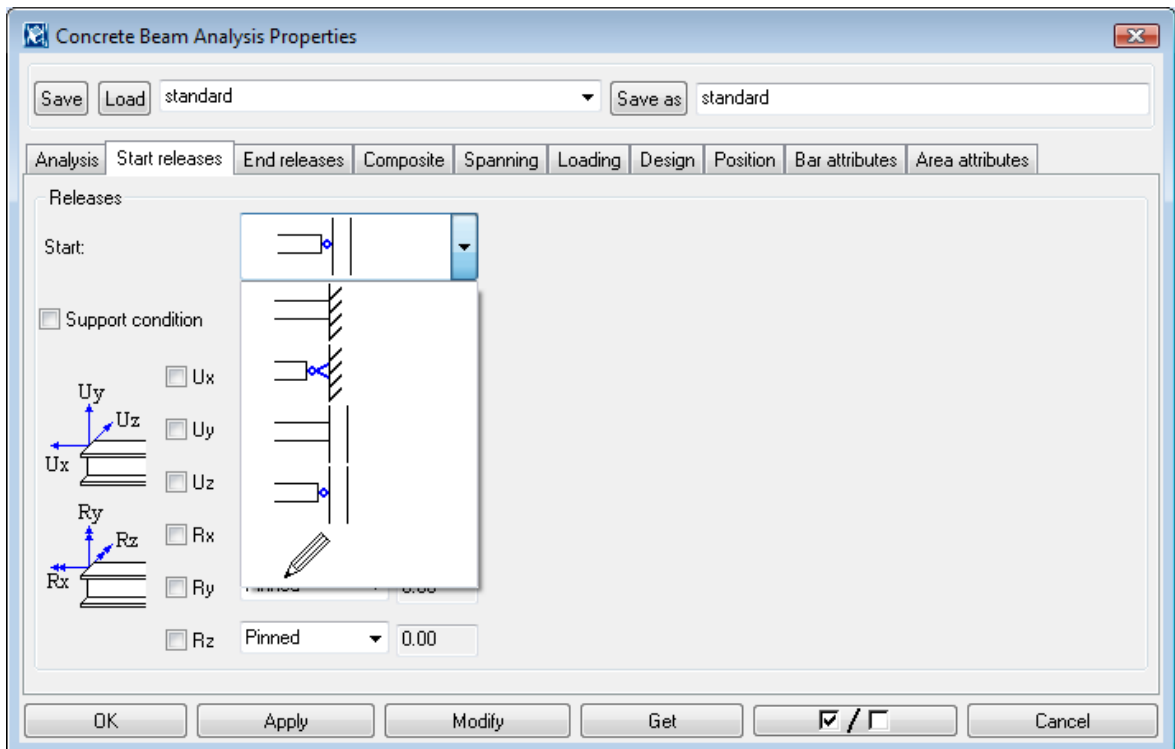 Concrete Beam Analysis Properties
Save Load standard Save as standard
Analysis Start releases End releases Composite Spanning Loading Design Position Bar attributes Area attributes
Releases
Start:
Support condition
Ux
Uy
Uz
Ux
Uy
Uz
Rx
Ry
Rz
Rx
Ry
Rz Pinned 0.00
OK Apply Modify Get / Cancel